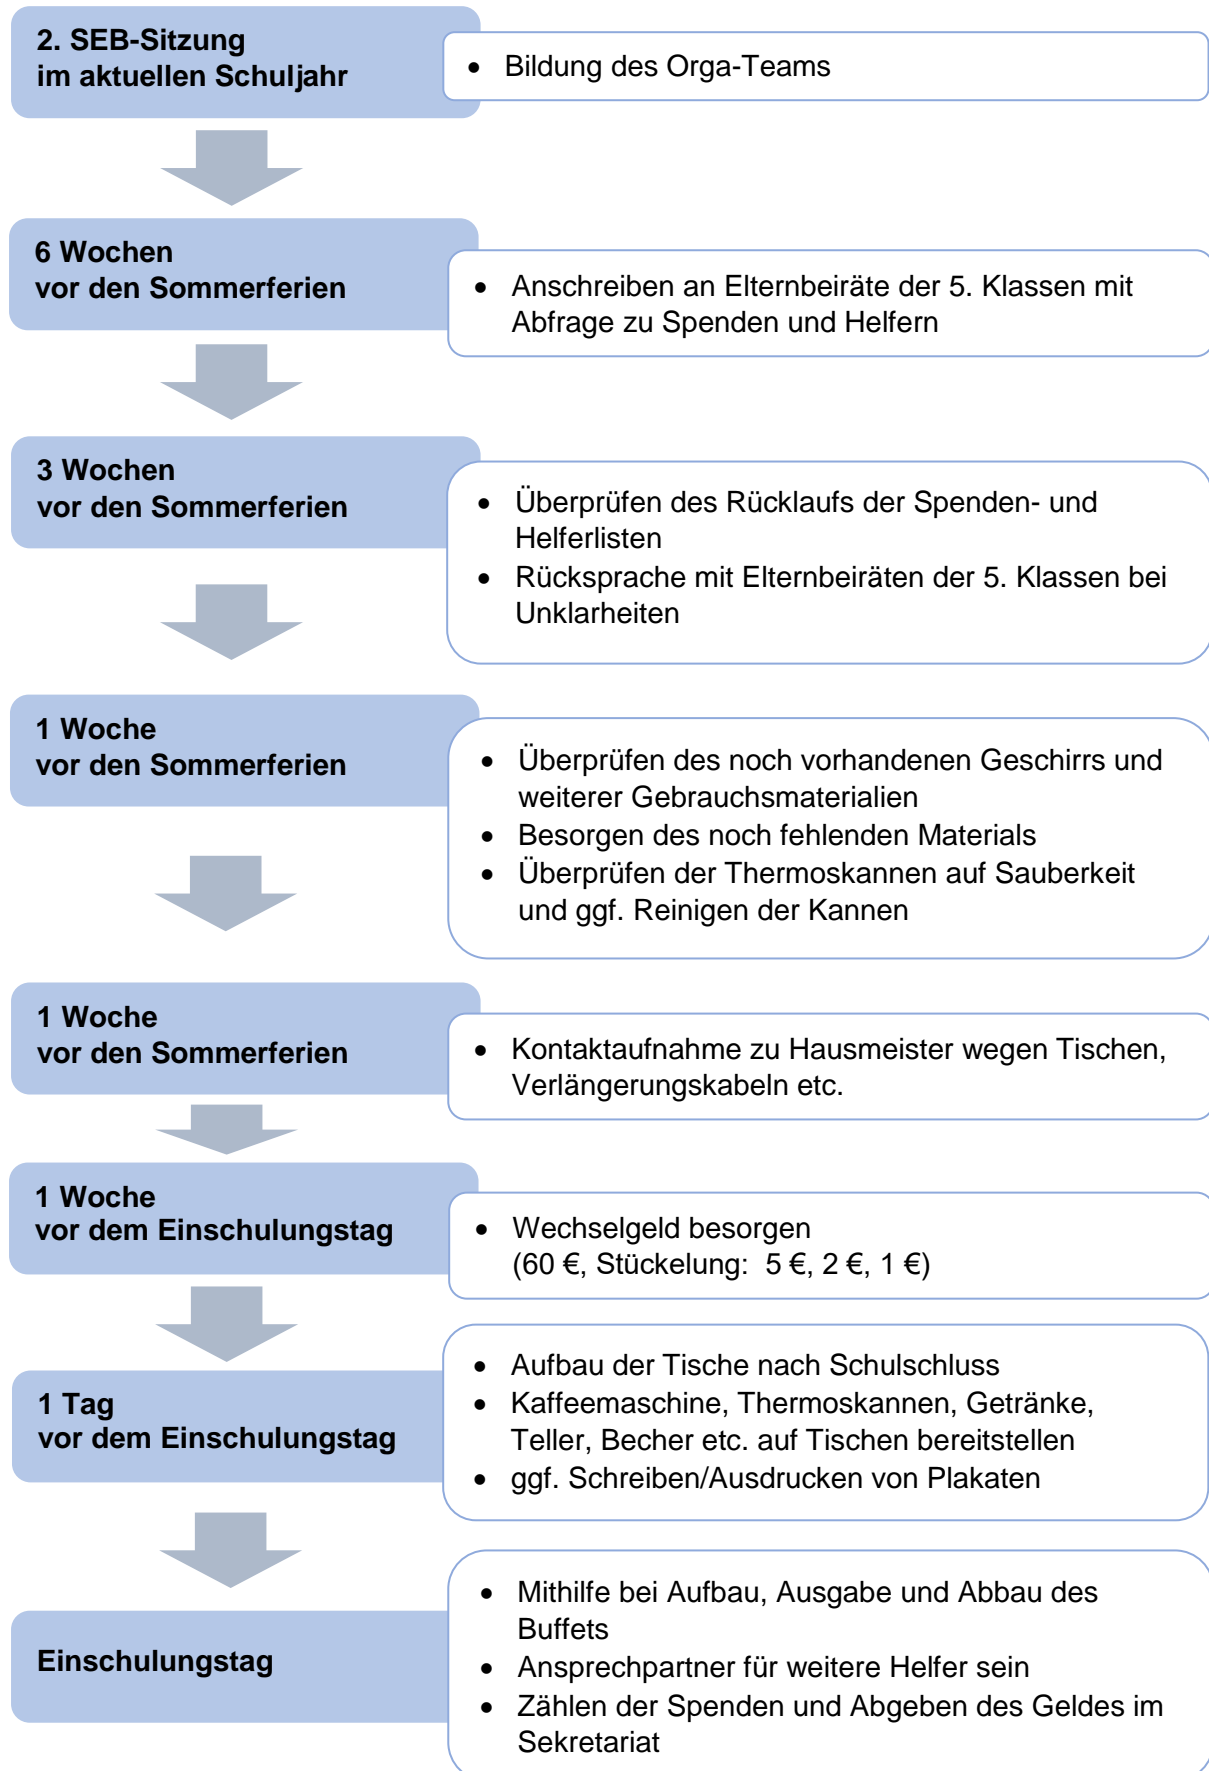 2. SEB-Sitzung
im aktuellen Schuljahr
• Bildung des Orga-Teams
6 Wochen
vor den Sommerferien
• Anschreiben an Elternbeiräte der 5. Klassen mit
Abfrage zu Spenden und Helfern
3 Wochen
vor den Sommerferien
• Überprüfen des Rücklaufs der Spenden- und
Helferlisten
• Rücksprache mit Elternbeiräten der 5. Klassen bei
Unklarheiten
1 Woche
vor den Sommerferien
• Überprüfen des noch vorhandenen Geschirrs und
weiterer Gebrauchsmaterialien
• Besorgen des noch fehlenden Materials
• Überprüfen der Thermoskannen auf Sauberkeit
und ggf. Reinigen der Kannen
1 Woche
vor den Sommerferien
• Kontaktaufnahme zu Hausmeister wegen Tischen,
Verlängerungskabeln etc.
1 Woche
vor dem Einschulungstag
• Wechselgeld besorgen
(60 €, Stückelung: 5 €, 2 €, 1 €)
1 Tag
vor dem Einschulungstag
• Aufbau der Tische nach Schulschluss
• Kaffeemaschine, Thermoskannen, Getränke,
Teller, Becher etc. auf Tischen bereitstellen
• ggf. Schreiben/Ausdrucken von Plakaten
Einschulungstag
• Mithilfe bei Aufbau, Ausgabe und Abbau des
Buffets
• Ansprechpartner für weitere Helfer sein
• Zählen der Spenden und Abgeben des Geldes im
Sekretariat